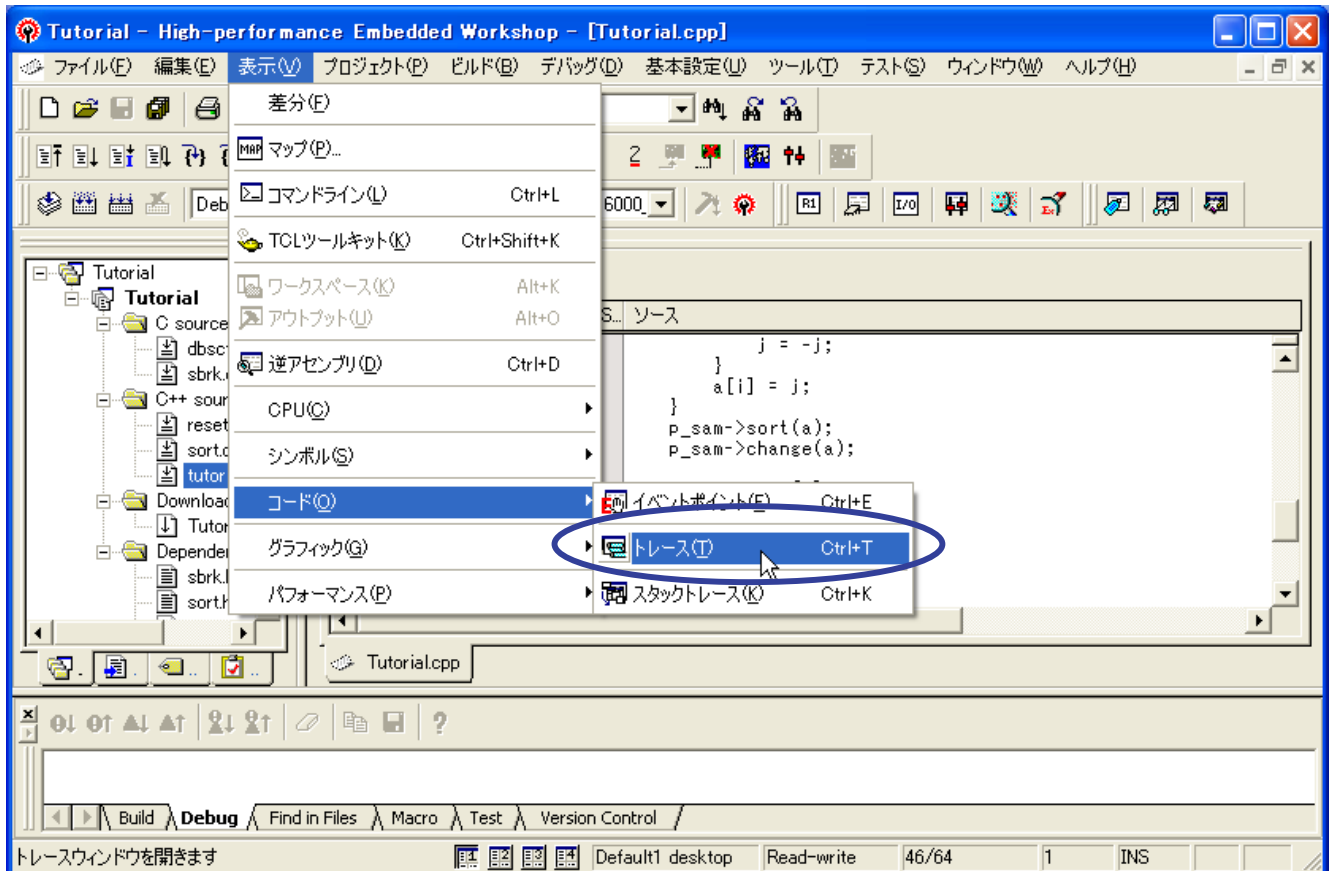 Tutorial - High-performance Embedded Workshop - [Tutorial.cpp]
ファイル(F) 編集(E) 表示(V) プロジェクト(P) ビルド(B) デバッグ(D) 基本設定(U) ツール(T) テスト(S) ウィンドウ(W) ヘルプ(H)
差分(F)
MAP マップ(P)...
2
コマンドライン(L) Ctrl+L
Deb
6000_
R1
I/O
TCLツールキット(K) Ctrl+Shift+K
ワークスペース(K) Alt+K
アウトプット(U) Alt+O
逆アセンブリ(D) Ctrl+D
CPU(C)
シンボル(S)
コード(O)
グラフィック(G)
パフォーマンス(P)
イベントポイント(E) Ctrl+E
トレース(T) Ctrl+T
スタックトレース(K) Ctrl+K
Tutorial
Tutorial
C source
dbsc
sbrk.
C++ sour
reset
sort.c
tutor
Download
Tutor
Depender
sbrk.l
sort.h
S... ソース
j = -j;
}
a[i] = j;
}
p_sam->sort(a);
p_sam->change(a);
Tutorial.cpp
Build Debug Find in Files Macro Test Version Control
トレースウィンドウを開きます
1 2 3 4 Default1 desktop Read-write 46/64 1 INS